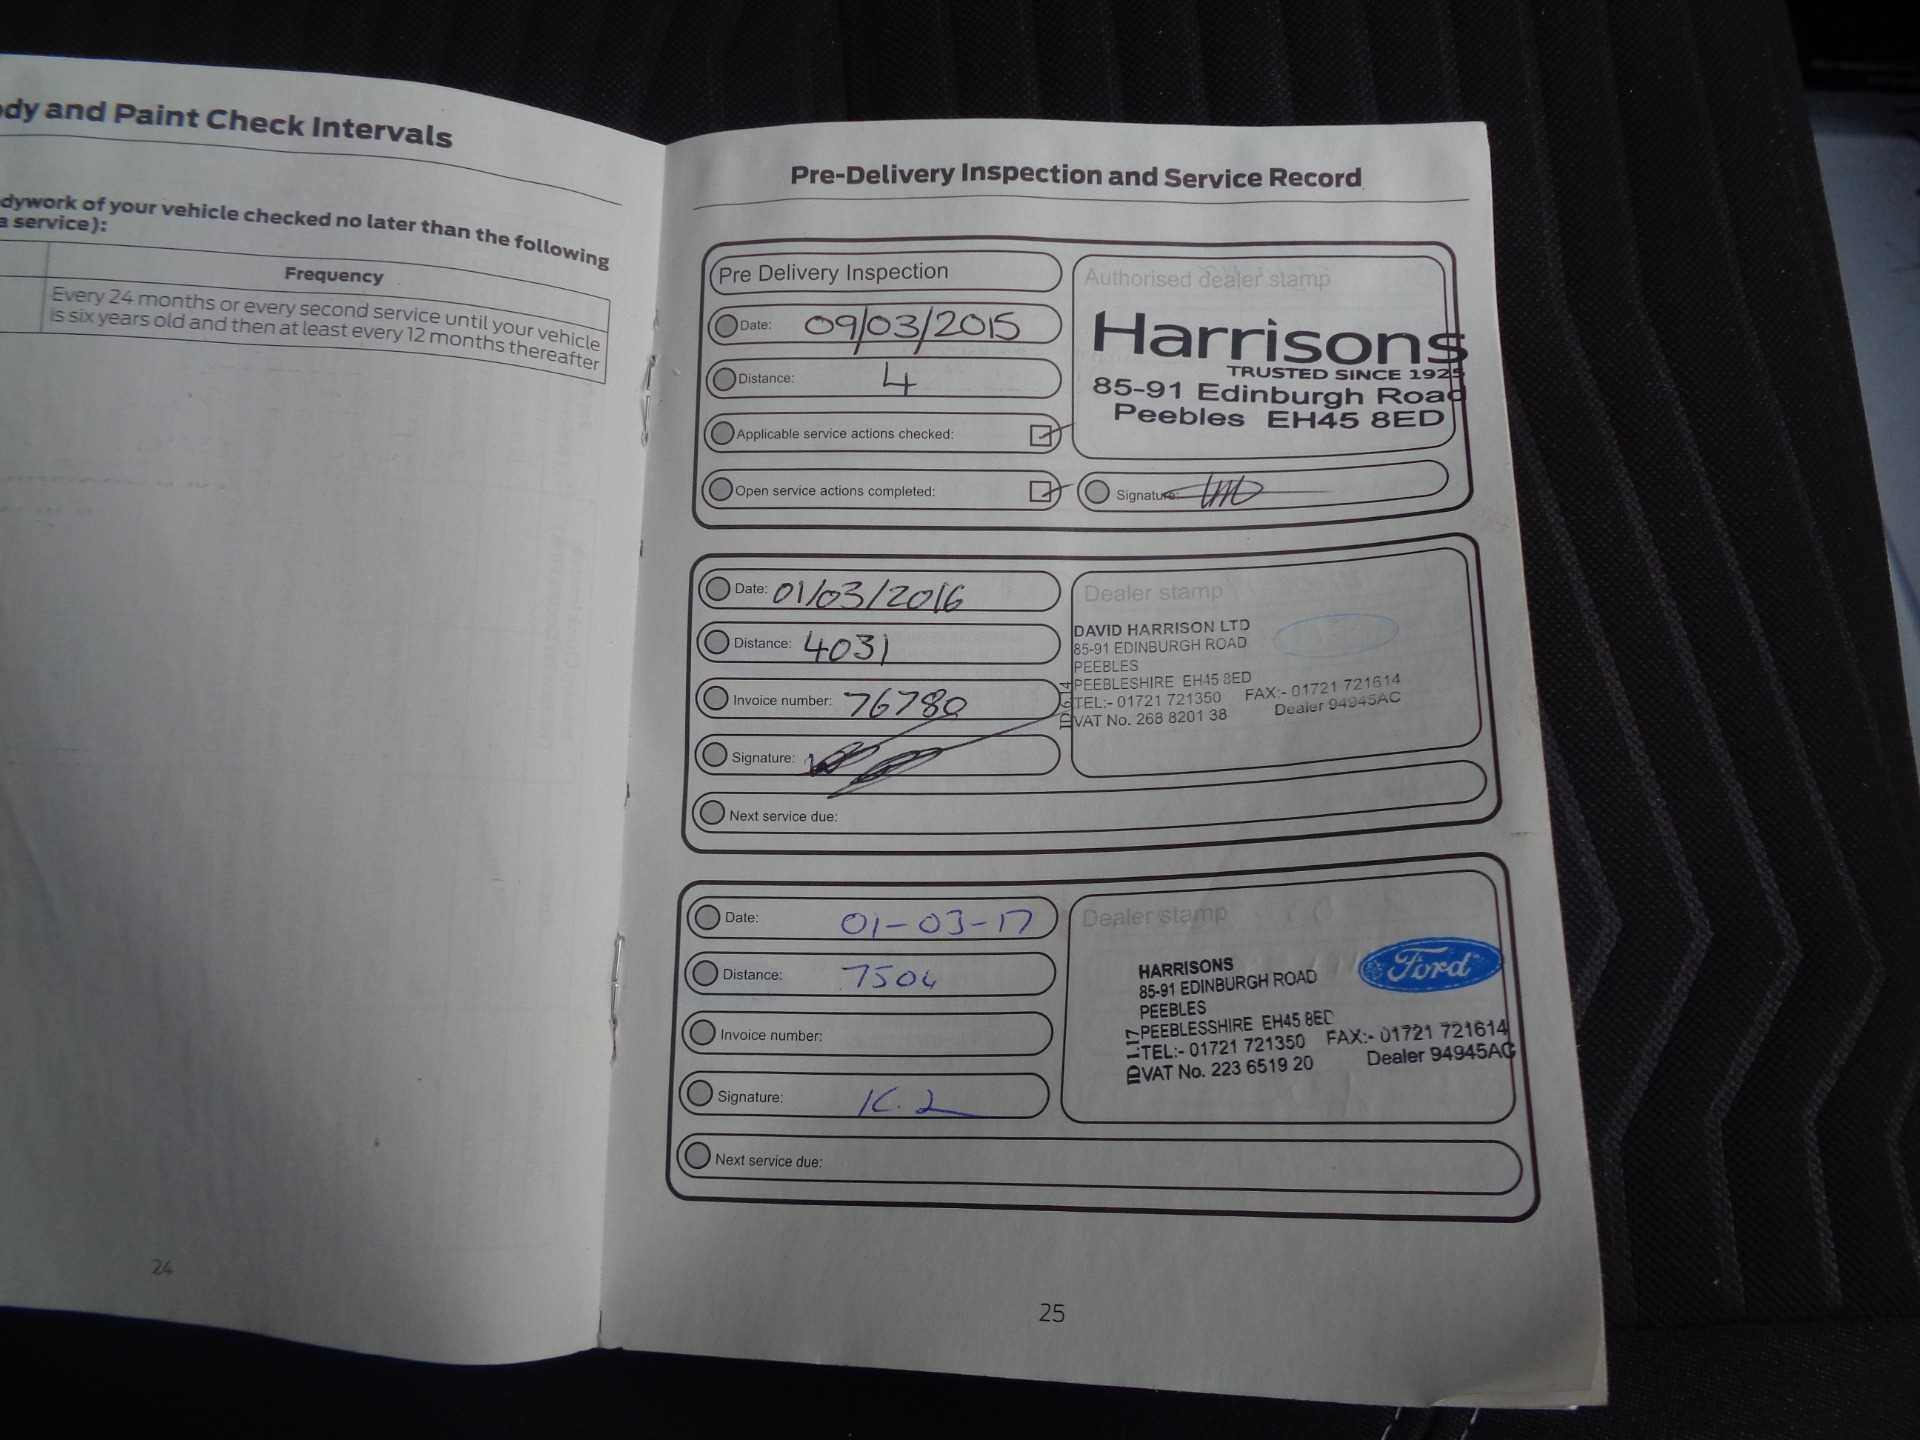 dy and Paint Check Intervals
dywork of your vehicle checked no later than the following
a service):
Frequency
Every 24 months or every second service until your vehicle
is six years old and then at least every 12 months thereafter
24
Pre-Delivery Inspection and Service Record
Pre Delivery Inspection
Date: 09/03/2015
Distance: 4
Applicable service actions checked:
Open service actions completed:
Authorised dealer stamp
Harrisons
TRUSTED SINCE 1925
85-91 Edinburgh Road
Peebles EH45 8ED
Signature:
Date: 01/03/2016
Distance: 4031
Invoice number: 76780
Signature:
Next service due:
Dealer stamp
DAVID HARRISON LTD
85-91 EDINBURGH ROAD
PEEBLES
PEEBLESHIRE EH45 8ED
TEL:- 01721 721350 FAX:- 01721 721614
VAT No. 268 8201 38 Dealer 94945AC
Date: 01-03-17
Distance: 7504
Invoice number:
Signature: K.L
Next service due:
Dealer stamp
Ford
HARRISONS
85-91 EDINBURGH ROAD
PEEBLES
PEEBLESSHIRE EH45 8ED
TEL:- 01721 721350 FAX:- 01721 721614
VAT No. 223 6519 20 Dealer 94945AC
ID 1.17
25